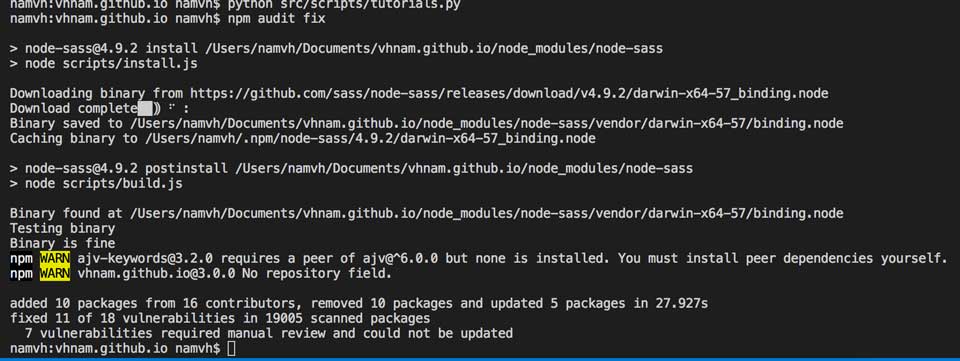 namvh:vhnam.github.io namvh$ python src/scripts/tutorials.py
namvh:vhnam.github.io namvh$ npm audit fix
> node-sass@4.9.2 install /Users/namvh/Documents/vhnam.github.io/node_modules/node-sass
> node scripts/install.js
Downloading binary from https://github.com/sass/node-sass/releases/download/v4.9.2/darwin-x64-57_binding.node
Download complete⸩ ⠋ :
Binary saved to /Users/namvh/Documents/vhnam.github.io/node_modules/node-sass/vendor/darwin-x64-57/binding.node
Caching binary to /Users/namvh/.npm/node-sass/4.9.2/darwin-x64-57_binding.node
> node-sass@4.9.2 postinstall /Users/namvh/Documents/vhnam.github.io/node_modules/node-sass
> node scripts/build.js
Binary found at /Users/namvh/Documents/vhnam.github.io/node_modules/node-sass/vendor/darwin-x64-57/binding.node
Testing binary
Binary is fine
npm WARN ajv-keywords@3.2.0 requires a peer of ajv@^6.0.0 but none is installed. You must install peer dependencies yourself.
npm WARN vhnam.github.io@3.0.0 No repository field.
added 10 packages from 16 contributors, removed 10 packages and updated 5 packages in 27.927s
fixed 11 of 18 vulnerabilities in 19005 scanned packages
7 vulnerabilities required manual review and could not be updated
namvh:vhnam.github.io namvh$